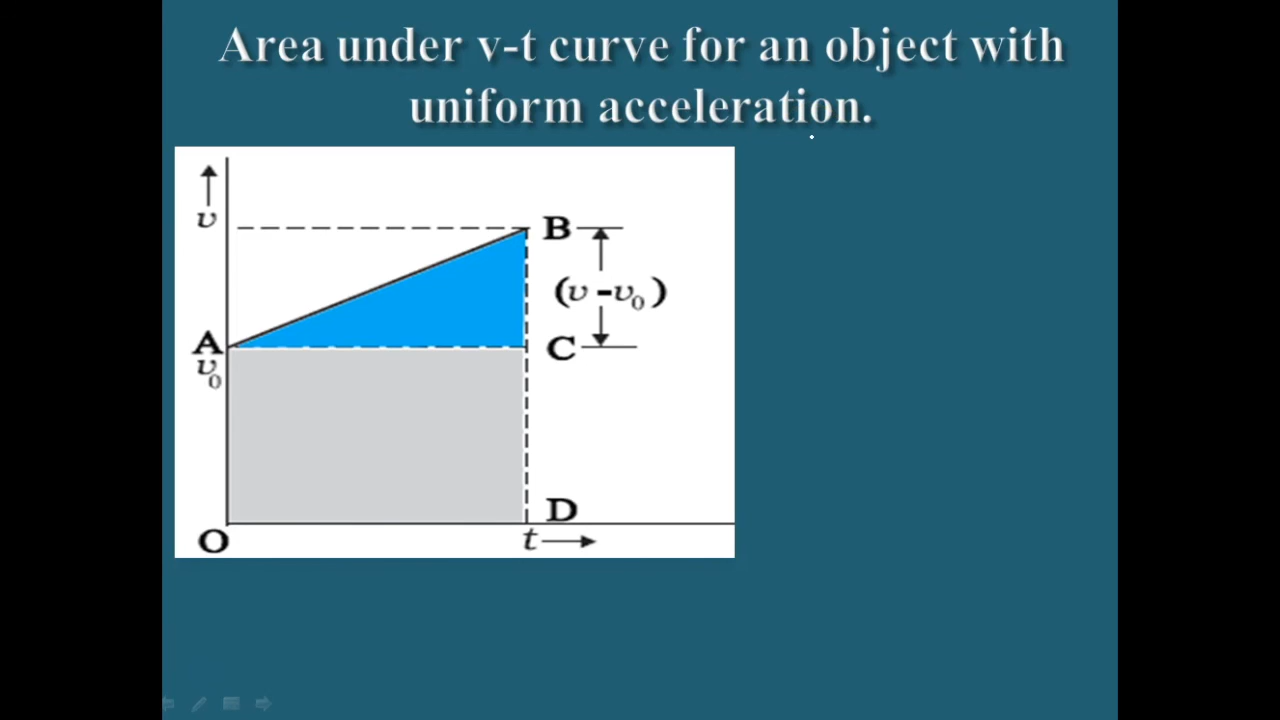 Area under v-t curve for an object with
uniform acceleration.
v
B
(v - v₀)
A
C
v₀
D
O
t